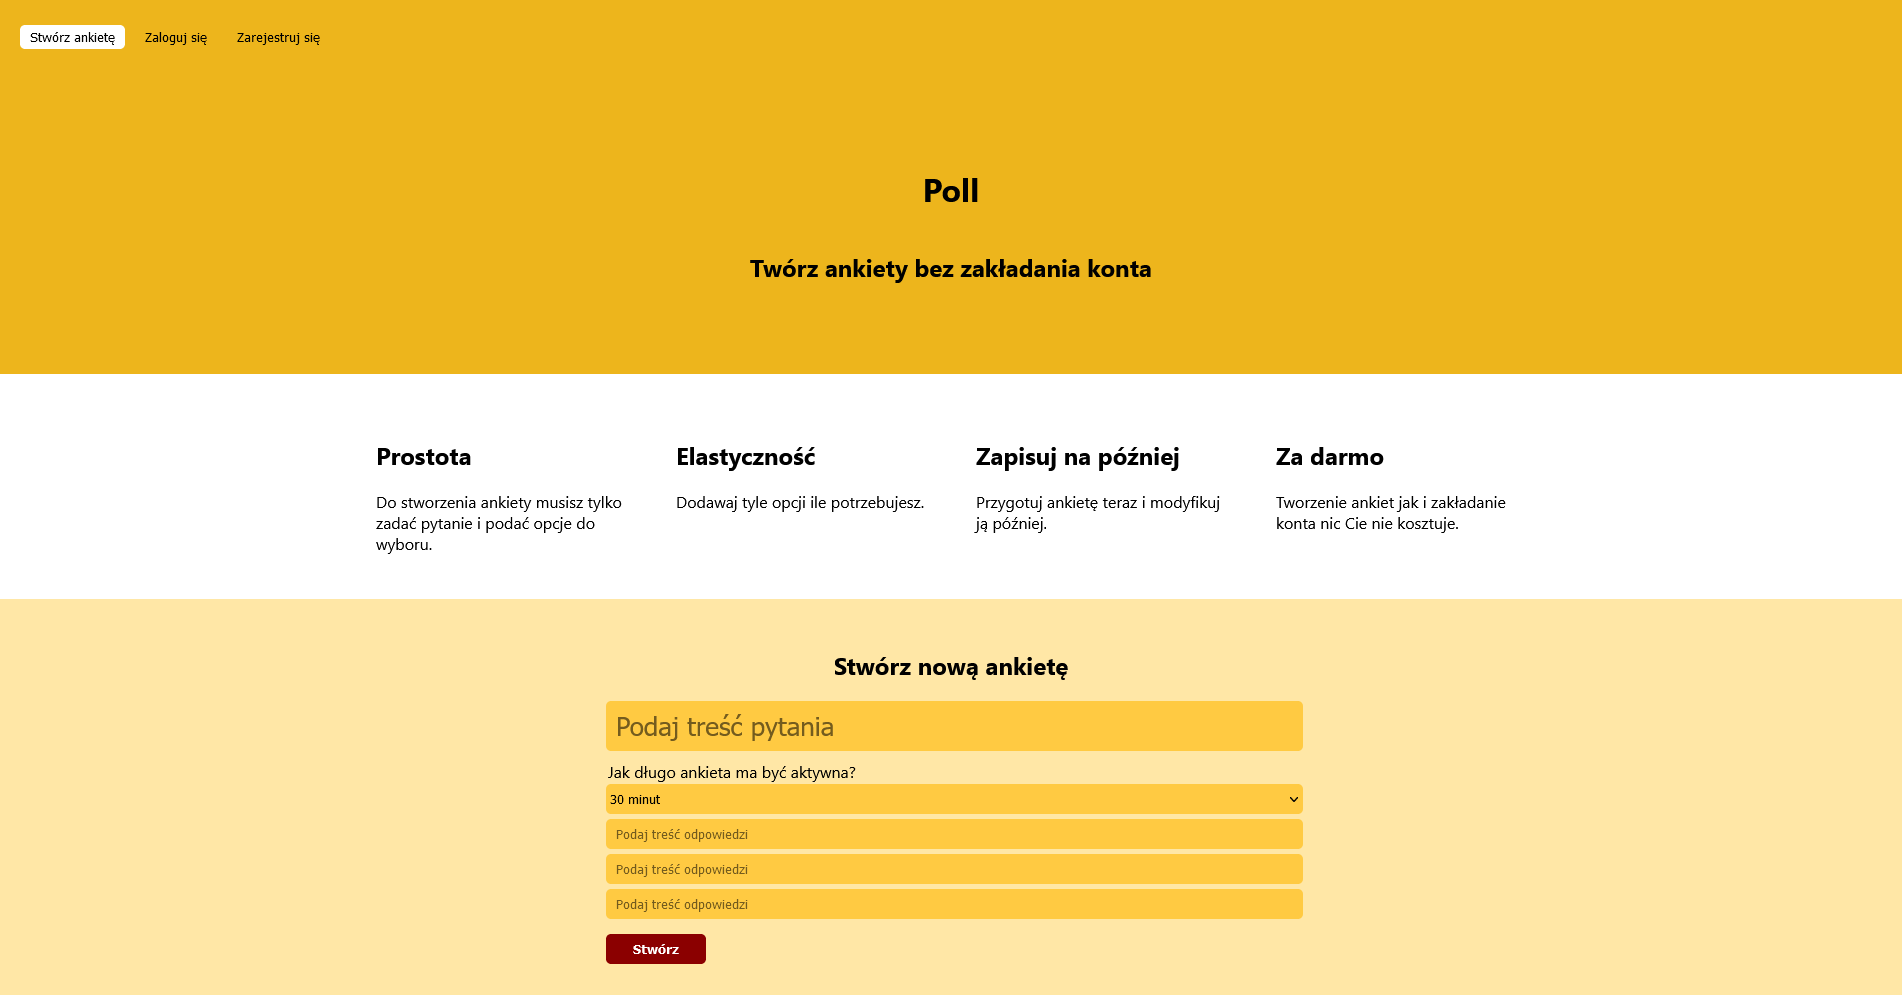 Stwórz ankietę
Zaloguj się
Zarejestruj się
Poll
Twórz ankiety bez zakładania konta
Prostota
Do stworzenia ankiety musisz tylko
zadać pytanie i podać opcje do
wyboru.
Elastyczność
Dodawaj tyle opcji ile potrzebujesz.
Zapisuj na później
Przygotuj ankietę teraz i modyfikuj
ją później.
Za darmo
Tworzenie ankiet jak i zakładanie
konta nic Cie nie kosztuje.
Stwórz nową ankietę
Podaj treść pytania
Jak długo ankieta ma być aktywna?
30 minut
Podaj treść odpowiedzi
Podaj treść odpowiedzi
Podaj treść odpowiedzi
Stwórz